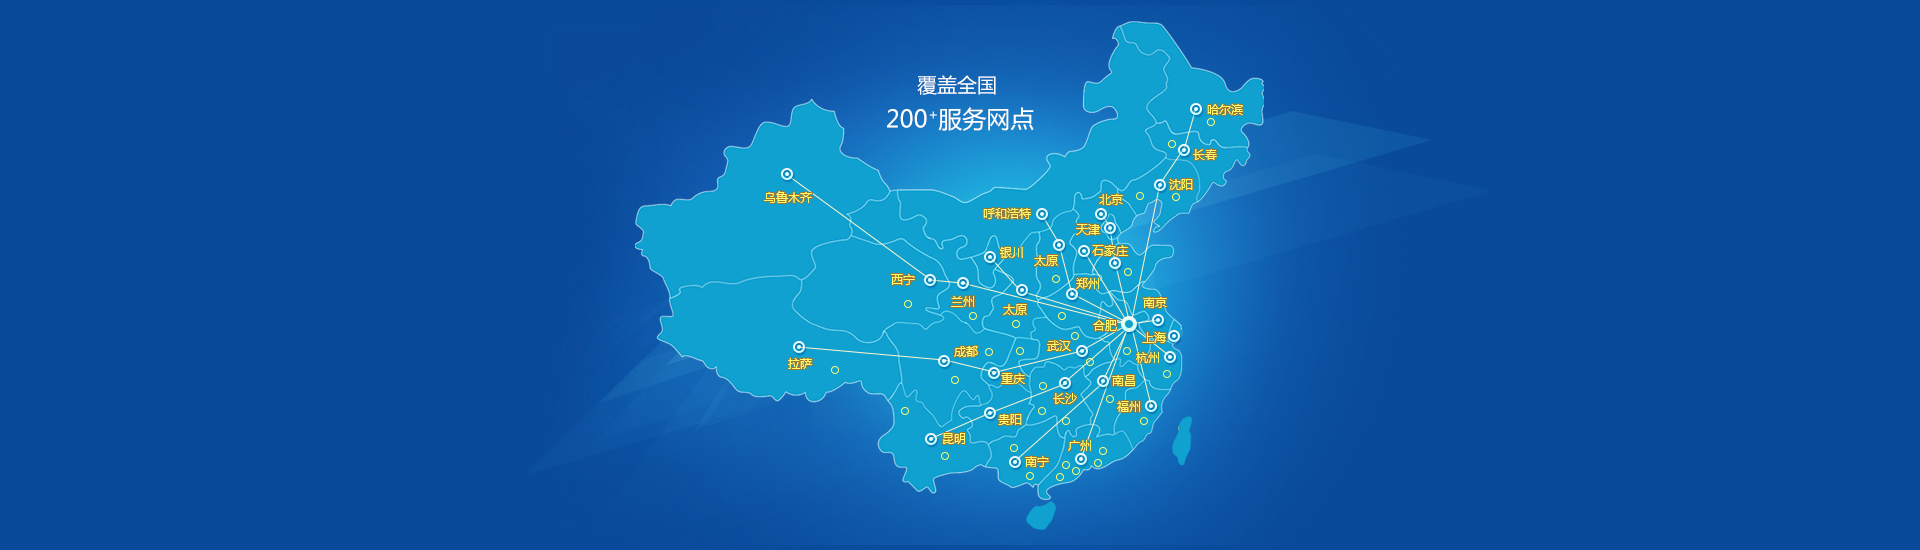 覆盖全国
200+服务网点
哈尔滨
长春
沈阳
乌鲁木齐
北京
呼和浩特
天津
石家庄
银川
太原
西宁
郑州
兰州
太原
南京
合肥
上海
武汉
成都
杭州
拉萨
重庆
南昌
长沙
福州
贵阳
昆明
广州
南宁